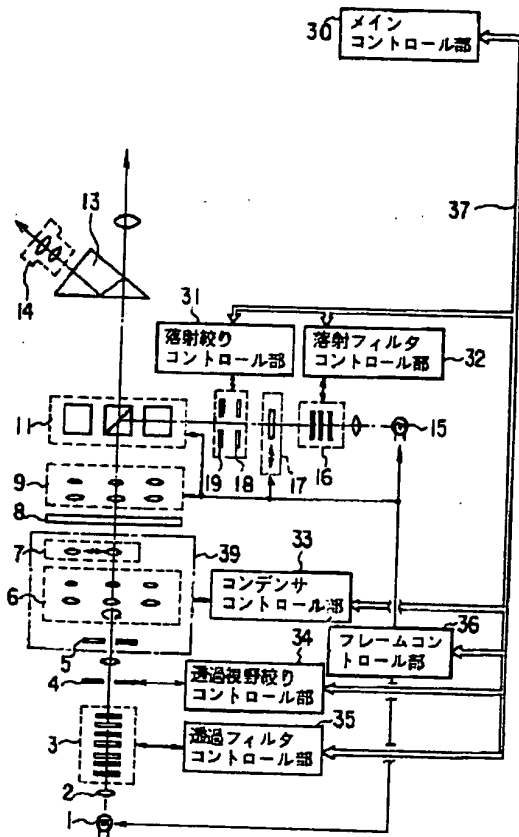 30
メイン
コントロール部
37
13
14
31
落射絞り
コントロール部
落射フィルタ
コントロール部
32
11
15
19
18
17
16
9
8
7
39
33
6
コンデンサ
コントロール部
36
フレームコン
トロール部
5
34
4
透過視野絞り
コントロール部
35
3
透過フィルタ
コントロール部
2
1